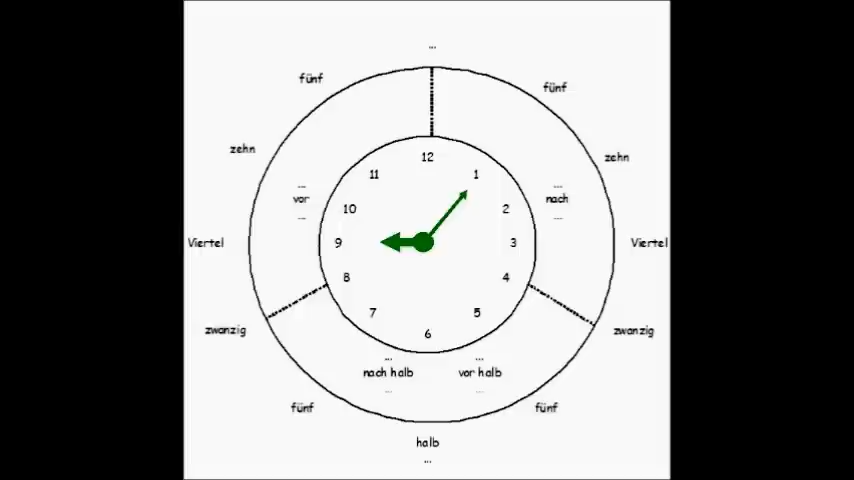 ...
fünf
fünf
zehn
zehn
12
11
1
...
vor
...
...
nach
...
10
2
Viertel
9
3
Viertel
8
4
7
5
zwanzig
6
zwanzig
...
nach halb
...
...
vor halb
...
fünf
fünf
halb
...